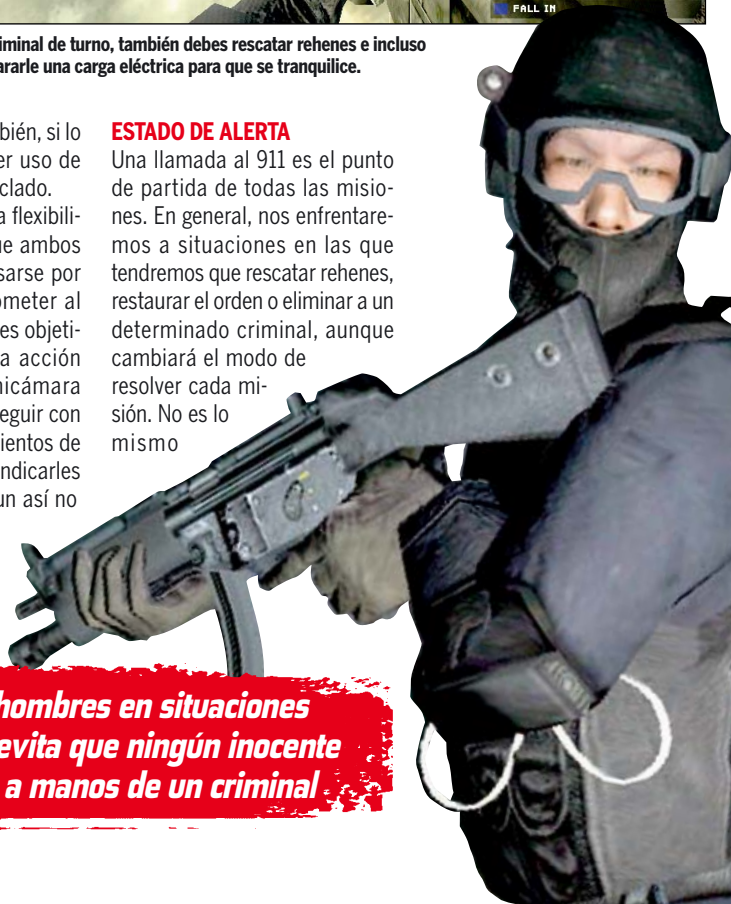 FALL IN
iminal de turno, también debes rescatar rehenes e incluso
ararle una carga eléctrica para que se tranquilice.
bién, si lo
er uso de
clado.
a flexibili-
ue ambos
sarse por
ometer al
es objeti-
a acción
nicámara
eguir con
ientos de
ndicarles
un así no
ESTADO DE ALERTA
Una llamada al 911 es el punto
de partida de todas las misio-
nes. En general, nos enfrentare-
mos a situaciones en las que
tendremos que rescatar rehenes,
restaurar el orden o eliminar a un
determinado criminal, aunque
cambiará el modo de
resolver cada mi-
sión. No es lo
mismo
hombres en situaciones
evita que ningún inocente
a manos de un criminal